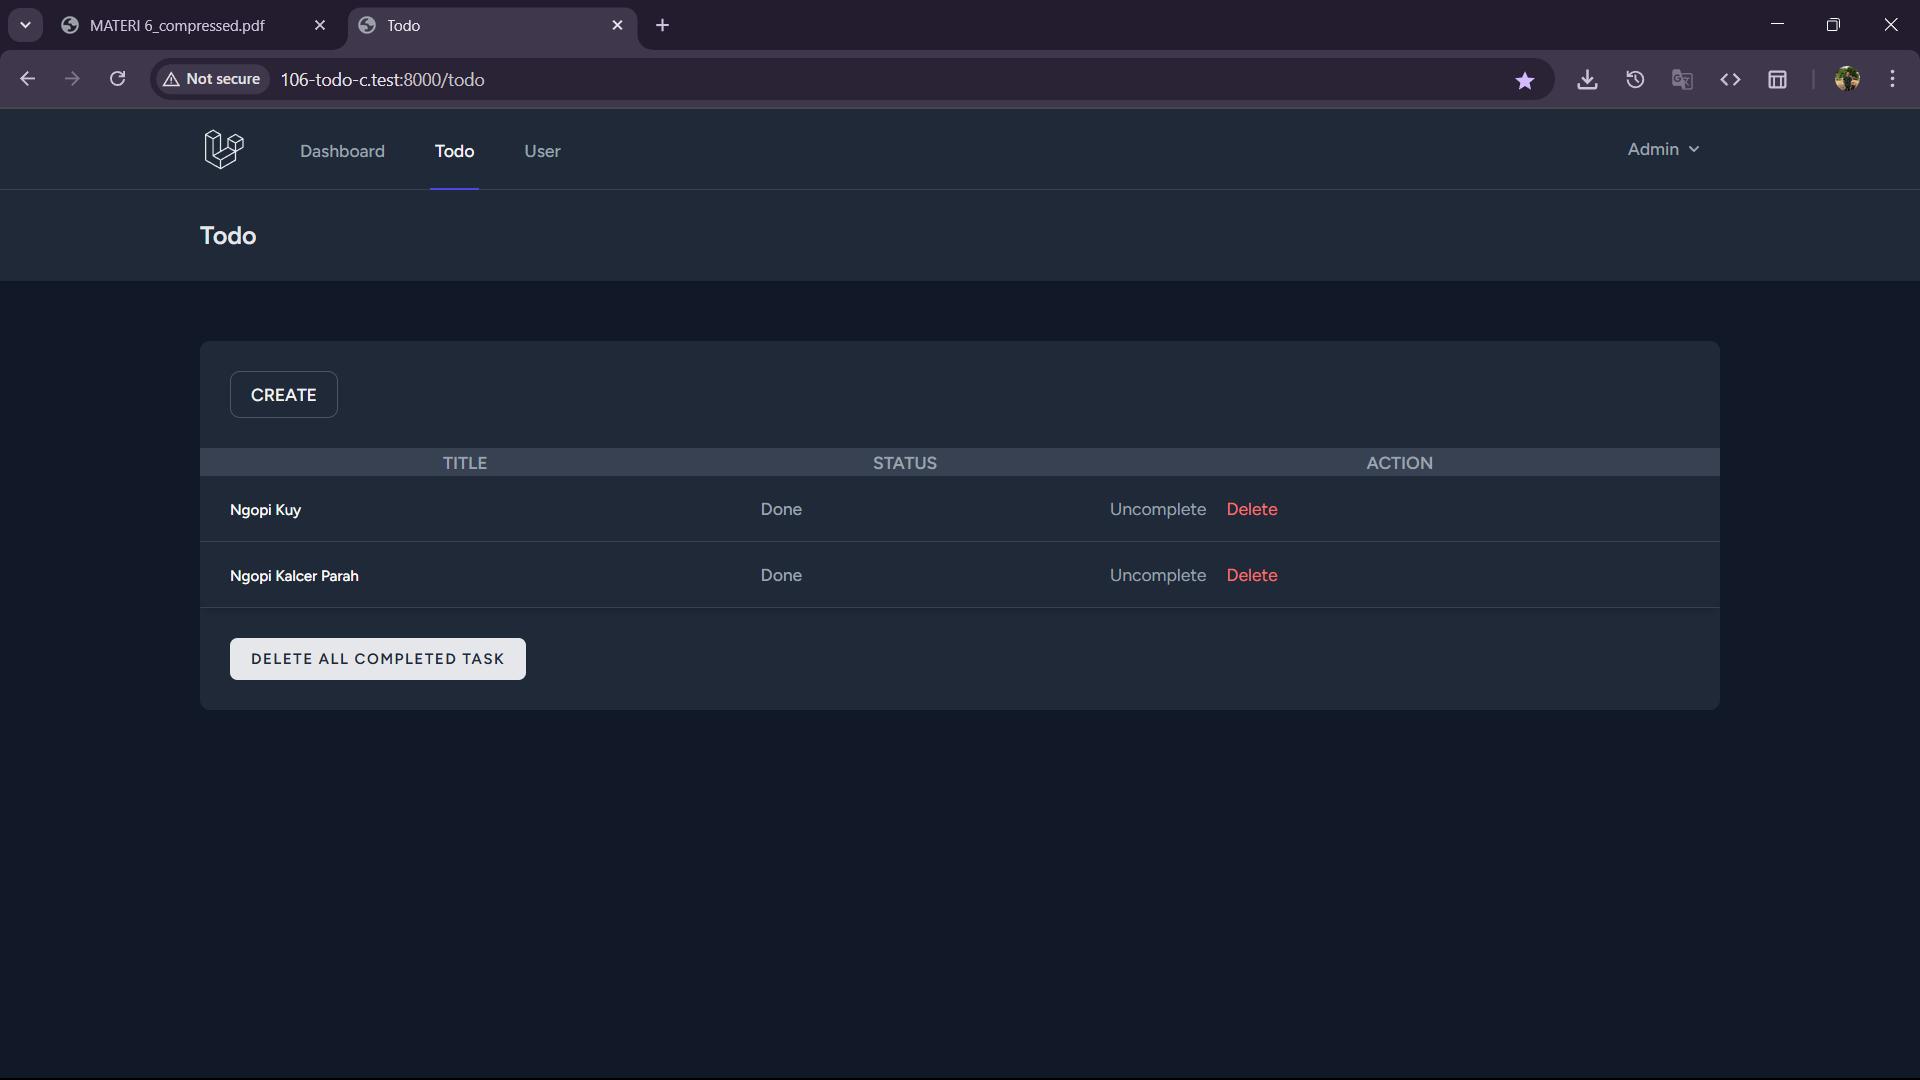 MATERI 6_compressed.pdf
Todo
Not secure
106-todo-c.test:8000/todo
Dashboard
Todo
User
Admin
Todo
CREATE
TITLE STATUS ACTION
Ngopi Kuy Done Uncomplete Delete
Ngopi Kalcer Parah Done Uncomplete Delete
DELETE ALL COMPLETED TASK